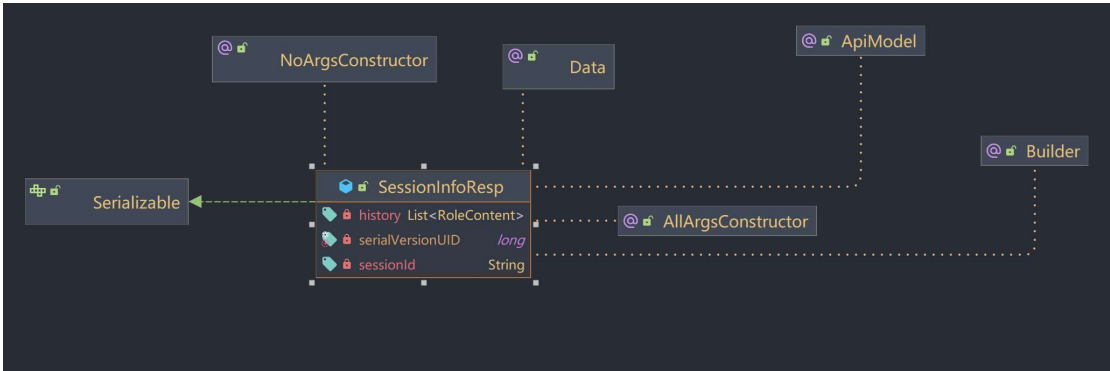 @ ApiModel
@ NoArgsConstructor
@ Data
@ Builder
SessionInfoResp
Serializable
history List<RoleContent>
@ AllArgsConstructor
serialVersionUID long
sessionId String